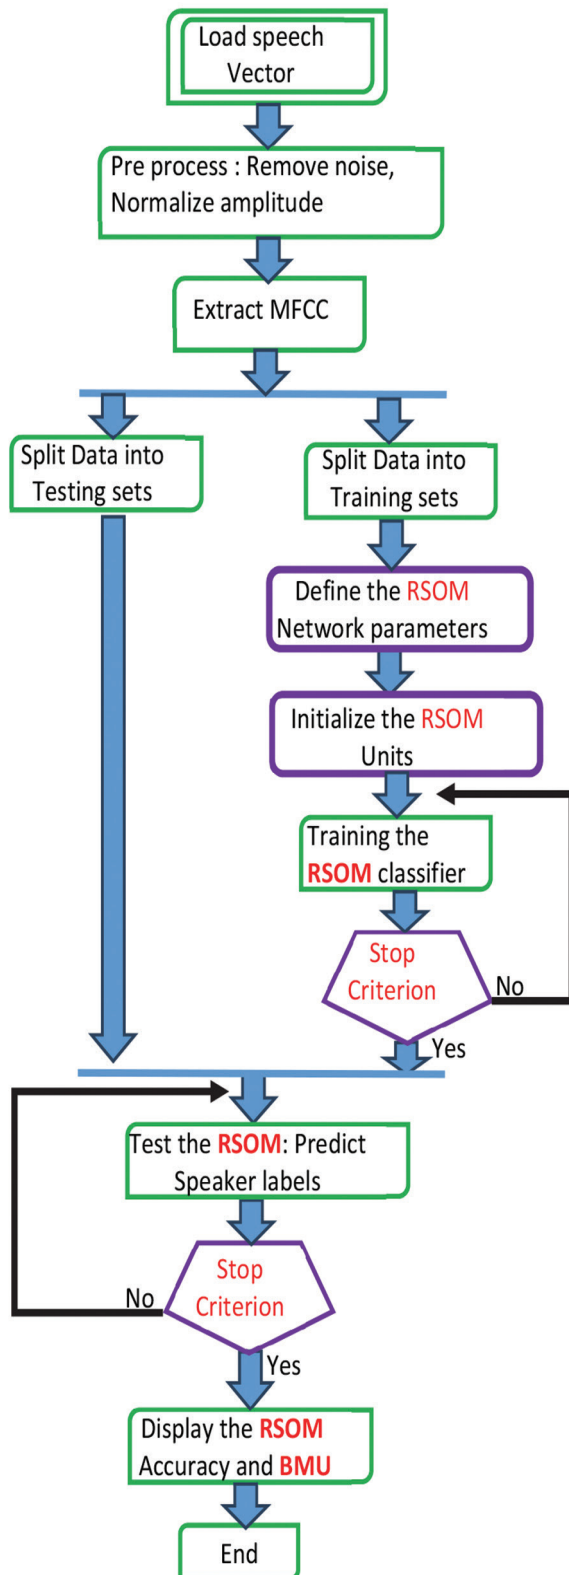 Load speech
Vector
Pre process : Remove noise,
Normalize amplitude
Extract MFCC
Split Data into
Testing sets
Split Data into
Training sets
Define the RSOM
Network parameters
Initialize the RSOM
Units
Training the
RSOM classifier
Stop
Criterion
No
Yes
Test the RSOM: Predict
Speaker labels
Stop
Criterion
No
Yes
Display the RSOM
Accuracy and BMU
End